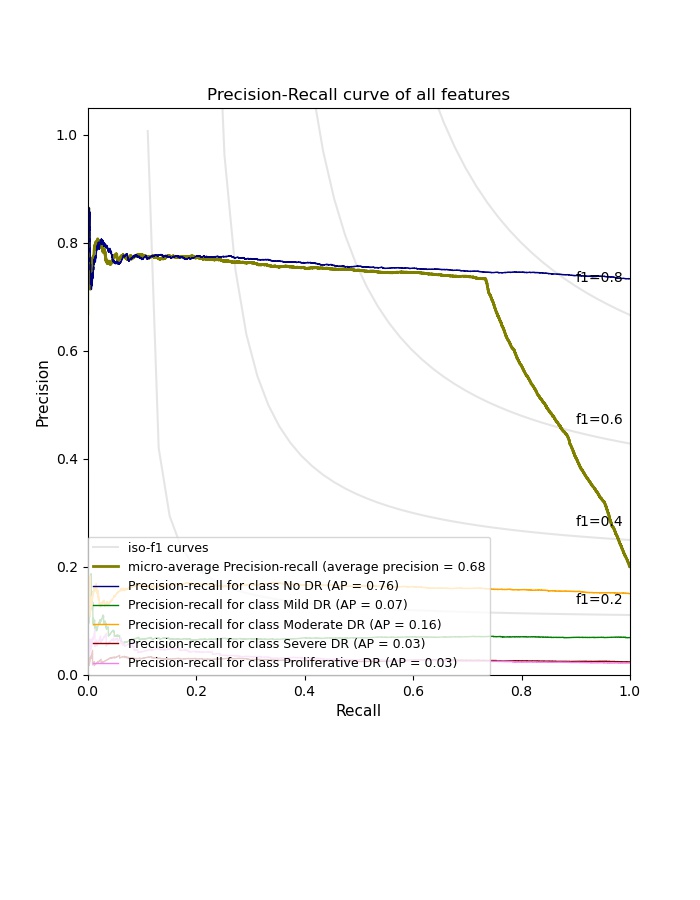 Precision-Recall curve of all features
1.0
0.8
0.6
0.4
0.2
0.0
Precision
f1=0.8
f1=0.6
f1=0.4
f1=0.2
iso-f1 curves
micro-average Precision-recall (average precision = 0.68
Precision-recall for class No DR (AP = 0.76)
Precision-recall for class Mild DR (AP = 0.07)
Precision-recall for class Moderate DR (AP = 0.16)
Precision-recall for class Severe DR (AP = 0.03)
Precision-recall for class Proliferative DR (AP = 0.03)
0.0 0.2 0.4 0.6 0.8 1.0
Recall